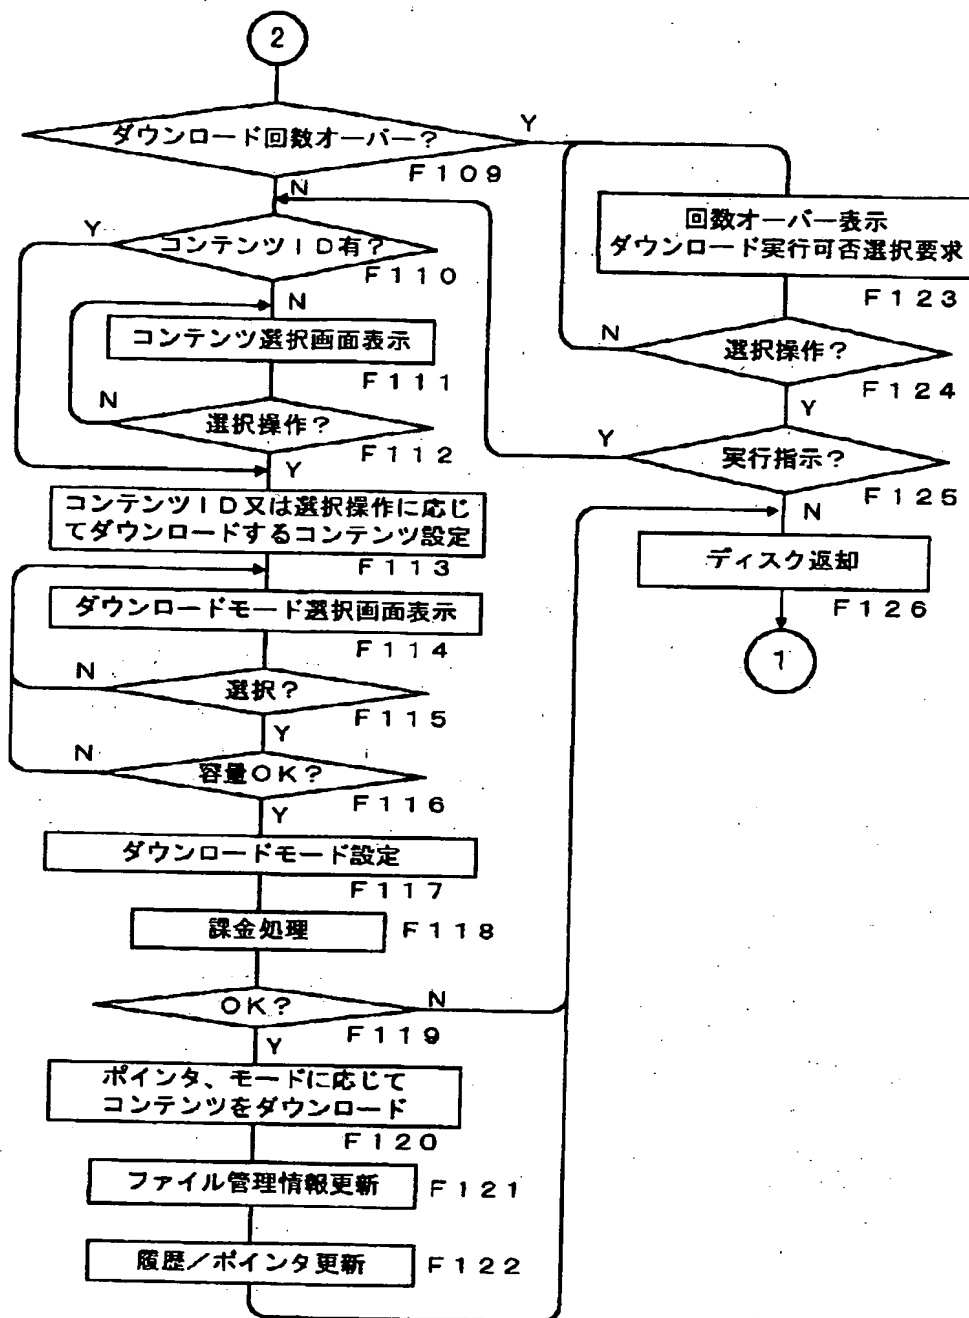 2
ダウンロード回数オーバー?
Y
F109
N
コンテンツID有?
Y
F110
N
コンテンツ選択画面表示
F111
選択操作?
N
F112
Y
コンテンツID又は選択操作に応じ
てダウンロードするコンテンツ設定
F113
ダウンロードモード選択画面表示
F114
選択?
N
F115
Y
容量OK?
N
F116
Y
ダウンロードモード設定
F117
課金処理
F118
OK?
N
F119
Y
ポインタ、モードに応じて
コンテンツをダウンロード
F120
ファイル管理情報更新
F121
履歴/ポインタ更新
F122
回数オーバー表示
ダウンロード実行可否選択要求
F123
選択操作?
N
F124
Y
実行指示?
Y
F125
N
ディスク返却
F126
1